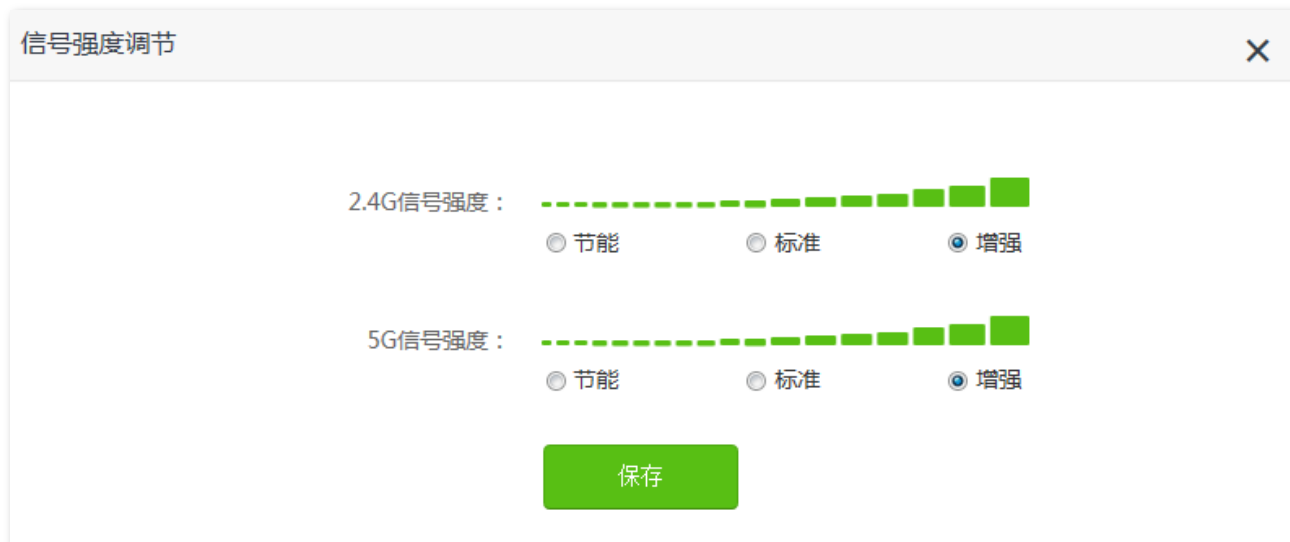 信号强度调节
2.4G信号强度：
节能 标准 增强
5G信号强度：
节能 标准 增强
保存